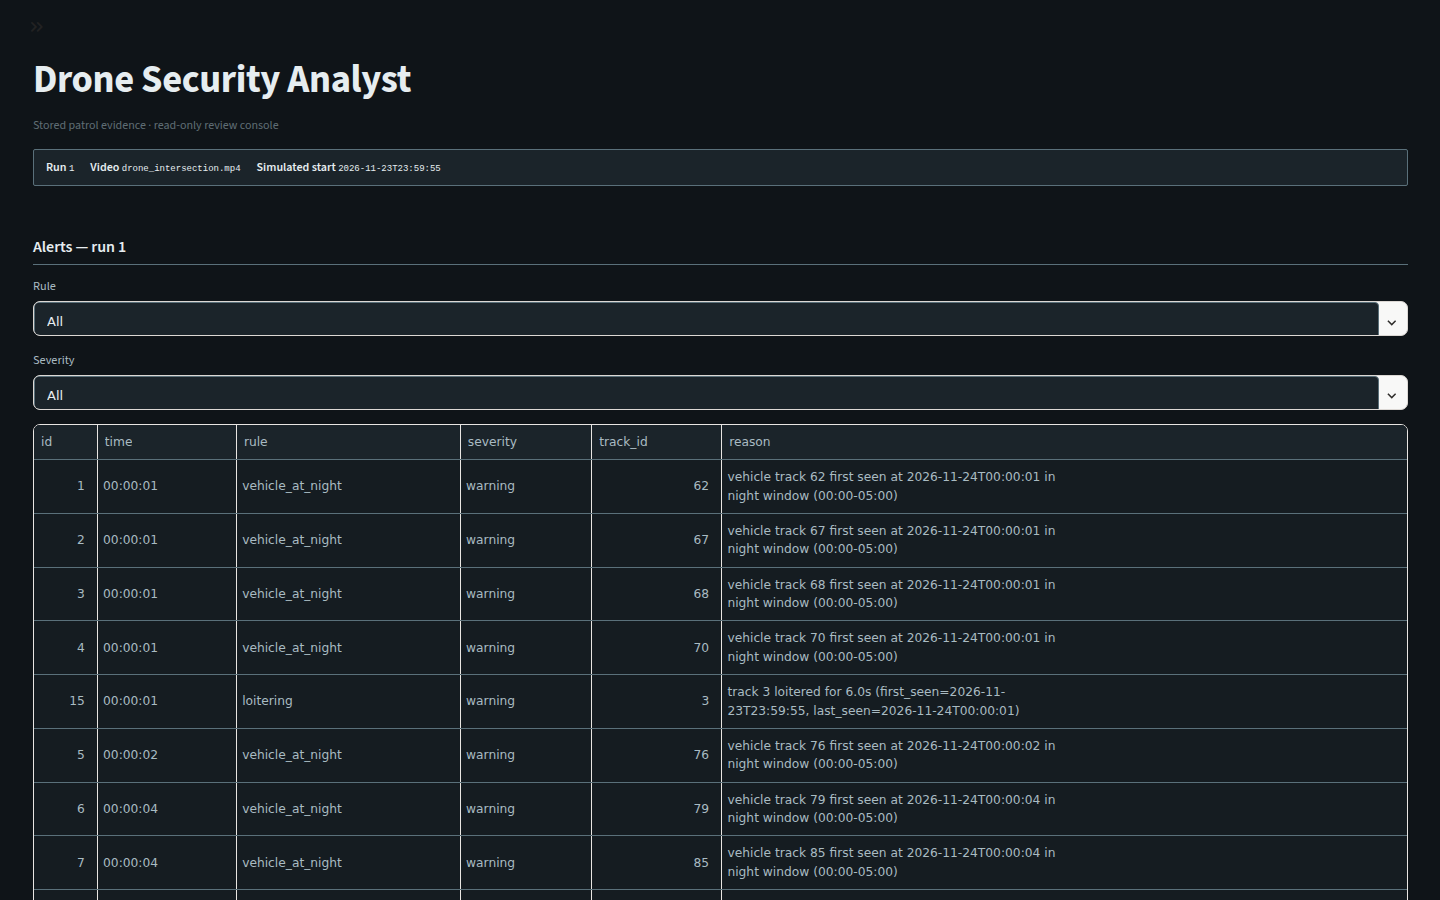 Drone Security Analyst
Stored patrol evidence · read-only review console
Run 1 Video drone_intersection.mp4 Simulated start 2026-11-23T23:59:55
Alerts — run 1
Rule
All
Severity
All
id time rule severity track_id reason
1 00:00:01 vehicle_at_night warning 62 vehicle track 62 first seen at 2026-11-24T00:00:01 in
night window (00:00-05:00)
2 00:00:01 vehicle_at_night warning 67 vehicle track 67 first seen at 2026-11-24T00:00:01 in
night window (00:00-05:00)
3 00:00:01 vehicle_at_night warning 68 vehicle track 68 first seen at 2026-11-24T00:00:01 in
night window (00:00-05:00)
4 00:00:01 vehicle_at_night warning 70 vehicle track 70 first seen at 2026-11-24T00:00:01 in
night window (00:00-05:00)
15 00:00:01 loitering warning 3 track 3 loitered for 6.0s (first_seen=2026-11-
23T23:59:55, last_seen=2026-11-24T00:00:01)
5 00:00:02 vehicle_at_night warning 76 vehicle track 76 first seen at 2026-11-24T00:00:02 in
night window (00:00-05:00)
6 00:00:04 vehicle_at_night warning 79 vehicle track 79 first seen at 2026-11-24T00:00:04 in
night window (00:00-05:00)
7 00:00:04 vehicle_at_night warning 85 vehicle track 85 first seen at 2026-11-24T00:00:04 in
night window (00:00-05:00)